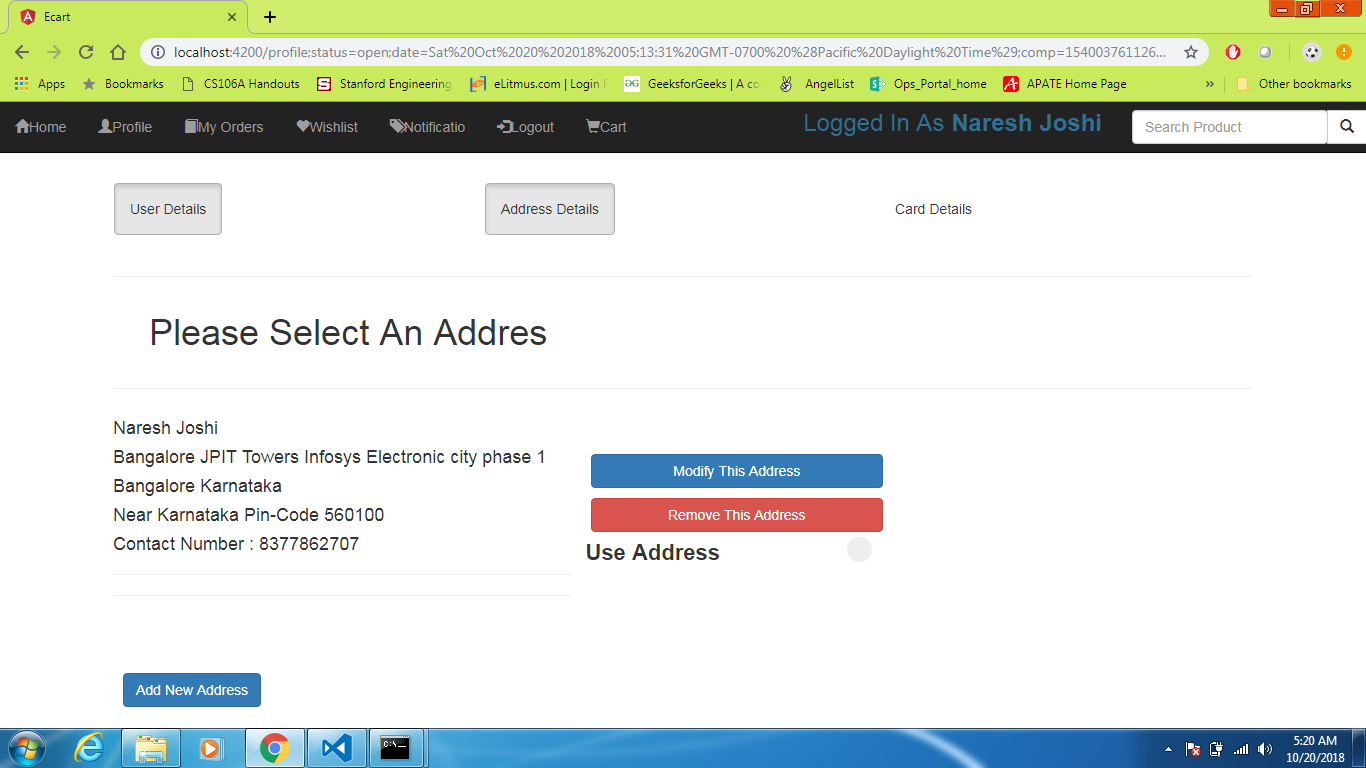 Ecart
localhost:4200/profile;status=open;date=Sat%20Oct%2020%202018%2005:13:31%20GMT-0700%20%28Pacific%20Daylight%20Time%29;comp=154003761126...
Apps Bookmarks CS106A Handouts Stanford Engineering eLitmus.com | Login GeeksforGeeks | A co AngelList Ops_Portal_home APATE Home Page » Other bookmarks
Home Profile My Orders Wishlist Notificatio Logout Cart Logged In As Naresh Joshi Search Product
User Details Address Details Card Details
Please Select An Addres
Naresh Joshi
Bangalore JPIT Towers Infosys Electronic city phase 1
Bangalore Karnataka
Near Karnataka Pin-Code 560100
Contact Number : 8377862707
Modify This Address
Remove This Address
Use Address
Add New Address
C:\_
5:20 AM
10/20/2018